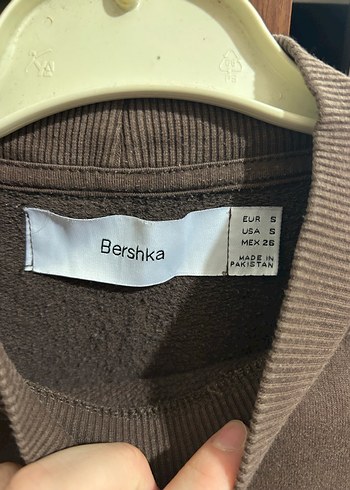 Bershka
EUR S
USA S
MEX 26
MADE IN
PAKISTAN